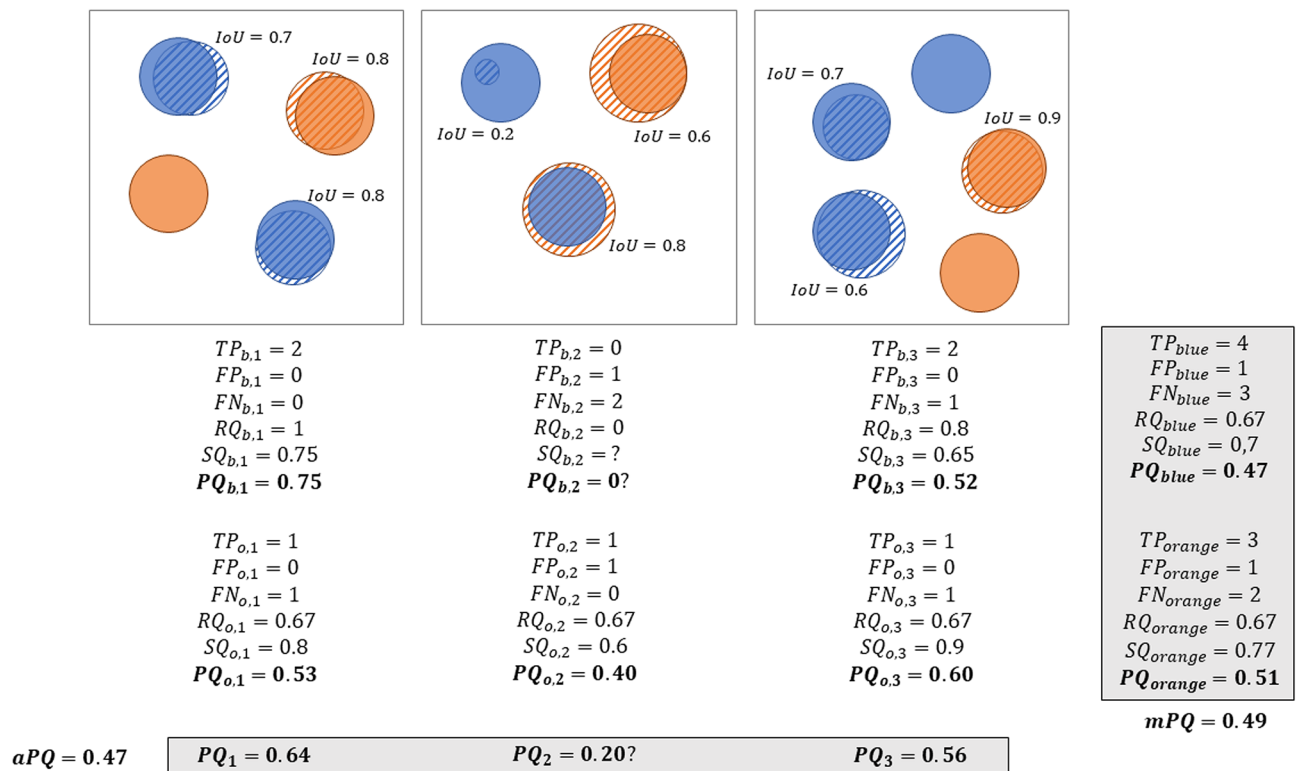 IoU = 0.7
IoU = 0.8
IoU = 0.8
IoU = 0.2
IoU = 0.6
IoU = 0.8
IoU = 0.7
IoU = 0.9
IoU = 0.6
TP_{b,1} = 2
FP_{b,1} = 0
FN_{b,1} = 0
RQ_{b,1} = 1
SQ_{b,1} = 0.75
PQ_{b,1} = 0.75
TP_{b,2} = 0
FP_{b,2} = 1
FN_{b,2} = 2
RQ_{b,2} = 0
SQ_{b,2} = ?
PQ_{b,2} = 0?
TP_{b,3} = 2
FP_{b,3} = 0
FN_{b,3} = 1
RQ_{b,3} = 0.8
SQ_{b,3} = 0.65
PQ_{b,3} = 0.52
TP_{blue} = 4
FP_{blue} = 1
FN_{blue} = 3
RQ_{blue} = 0.67
SQ_{blue} = 0,7
PQ_{blue} = 0.47
TP_{o,1} = 1
FP_{o,1} = 0
FN_{o,1} = 1
RQ_{o,1} = 0.67
SQ_{o,1} = 0.8
PQ_{o,1} = 0.53
TP_{o,2} = 1
FP_{o,2} = 1
FN_{o,2} = 0
RQ_{o,2} = 0.67
SQ_{o,2} = 0.6
PQ_{o,2} = 0.40
TP_{o,3} = 1
FP_{o,3} = 0
FN_{o,3} = 1
RQ_{o,3} = 0.67
SQ_{o,3} = 0.9
PQ_{o,3} = 0.60
TP_{orange} = 3
FP_{orange} = 1
FN_{orange} = 2
RQ_{orange} = 0.67
SQ_{orange} = 0.77
PQ_{orange} = 0.51
mPQ = 0.49
aPQ = 0.47
PQ_1 = 0.64
PQ_2 = 0.20?
PQ_3 = 0.56